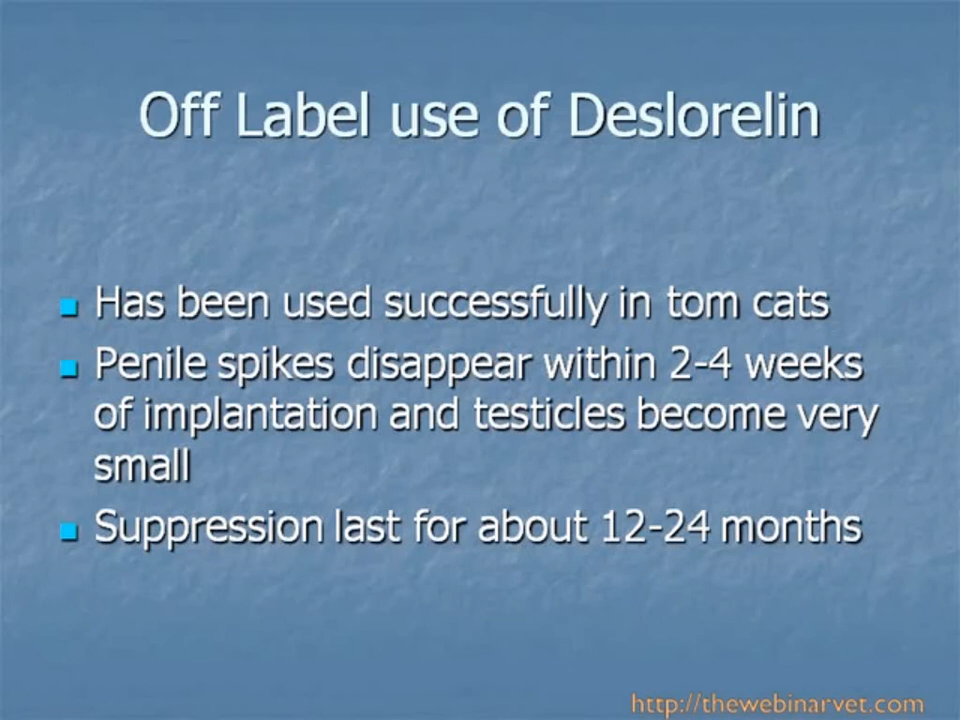 Off Label use of Deslorelin
Has been used successfully in tom cats
Penile spikes disappear within 2-4 weeks
of implantation and testicles become very
small
Suppression last for about 12-24 months
http://thewebinarvet.com